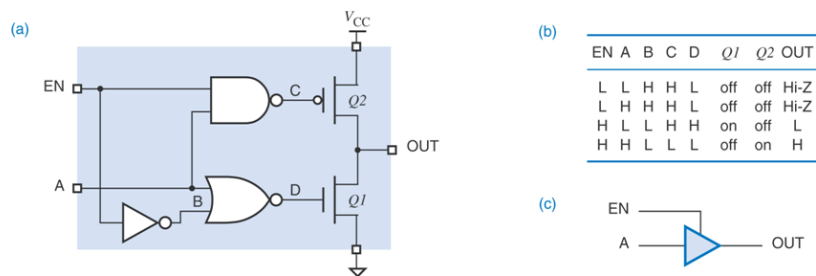 (a)
V_CC
EN
C
Q2
OUT
A
B
D
Q1
(b)
EN A B C D Q1 Q2 OUT
L L H H L off off Hi-Z
L H H H L off off Hi-Z
H L L H H on off L
H H L L L off on H
(c)
EN
A
OUT